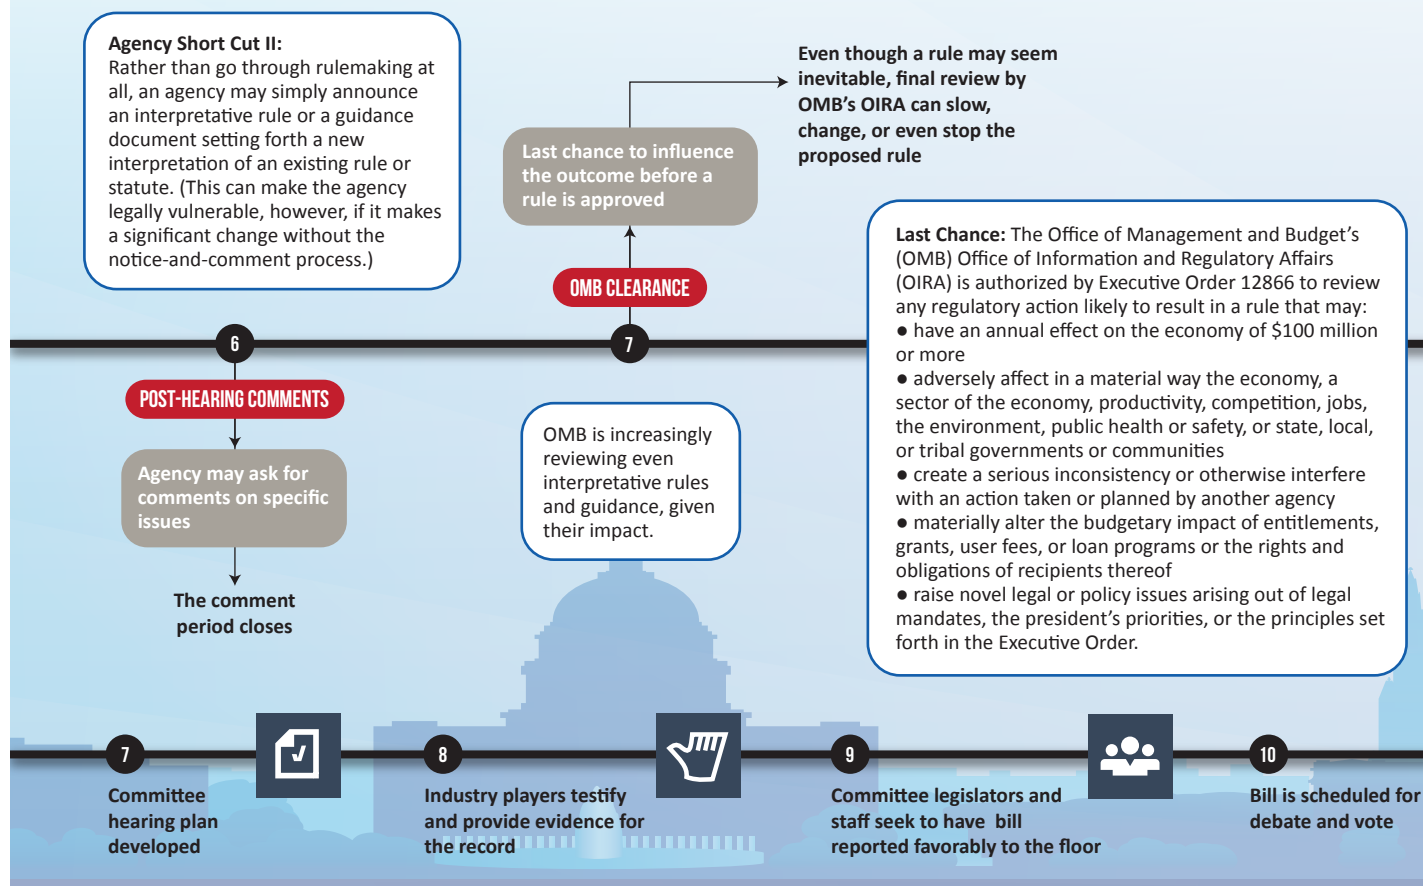 Agency Short Cut II:
Rather than go through rulemaking at
all, an agency may simply announce
an interpretative rule or a guidance
document setting forth a new
interpretation of an existing rule or
statute. (This can make the agency
legally vulnerable, however, if it makes
a significant change without the
notice-and-comment process.)
Even though a rule may seem
inevitable, final review by
OMB’s OIRA can slow,
change, or even stop the
proposed rule
Last chance to influence
the outcome before a
rule is approved
OMB CLEARANCE
6
7
POST-HEARING COMMENTS
Agency may ask for
comments on specific
issues
The comment
period closes
OMB is increasingly
reviewing even
interpretative rules
and guidance, given
their impact.
Last Chance: The Office of Management and Budget’s
(OMB) Office of Information and Regulatory Affairs
(OIRA) is authorized by Executive Order 12866 to review
any regulatory action likely to result in a rule that may:
● have an annual effect on the economy of $100 million
or more
● adversely affect in a material way the economy, a
sector of the economy, productivity, competition, jobs,
the environment, public health or safety, or state, local,
or tribal governments or communities
● create a serious inconsistency or otherwise interfere
with an action taken or planned by another agency
● materially alter the budgetary impact of entitlements,
grants, user fees, or loan programs or the rights and
obligations of recipients thereof
● raise novel legal or policy issues arising out of legal
mandates, the president’s priorities, or the principles set
forth in the Executive Order.
7
Committee
hearing plan
developed
8
Industry players testify
and provide evidence for
the record
9
Committee legislators and
staff seek to have bill
reported favorably to the floor
10
Bill is scheduled for
debate and vote